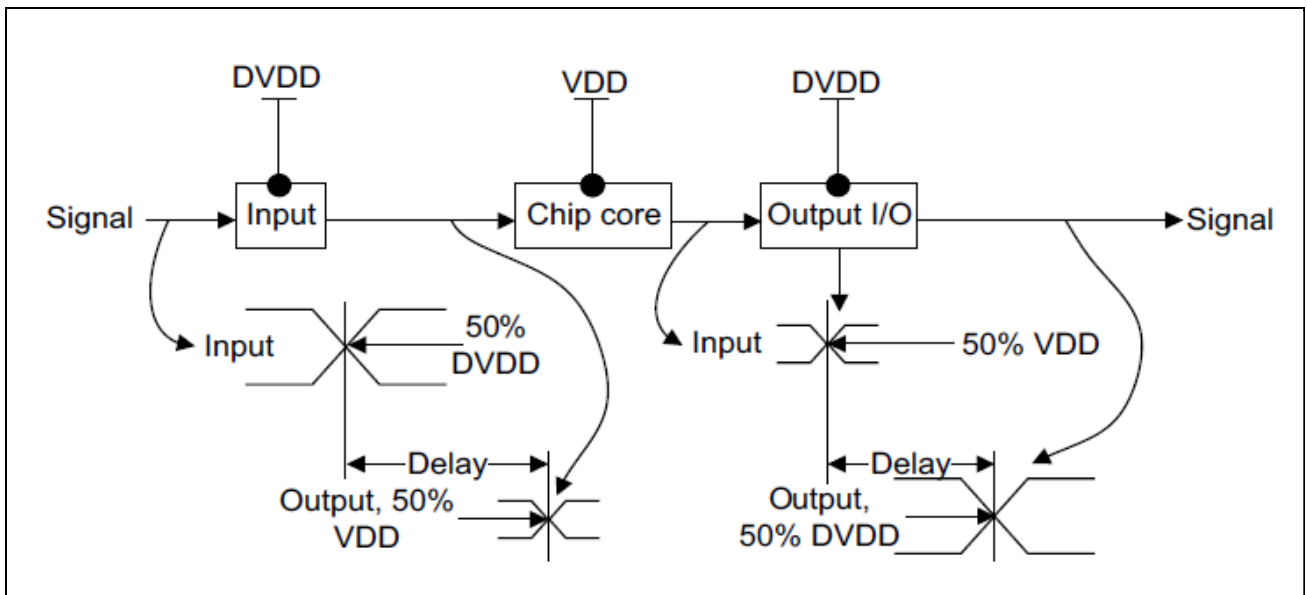 DVDD
VDD
DVDD
Signal
Input
Chip core
Output I/O
Signal
Input
50%
DVDD
Input
50% VDD
Delay
Output, 50%
VDD
Delay
Output,
50% DVDD